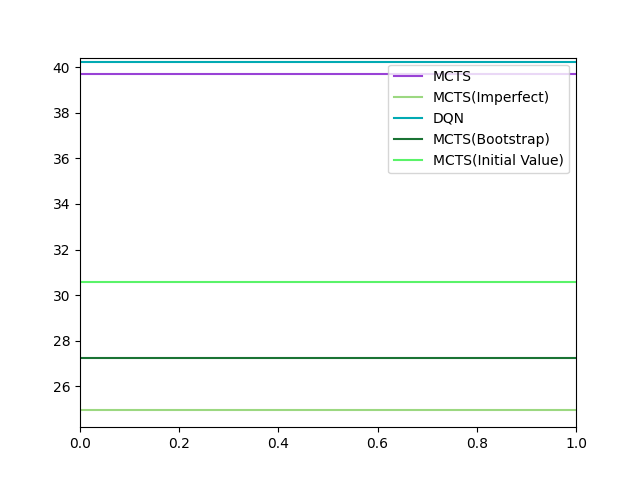 40
38
36
34
32
30
28
26
MCTS
MCTS(Imperfect)
DQN
MCTS(Bootstrap)
MCTS(Initial Value)
0.0 0.2 0.4 0.6 0.8 1.0